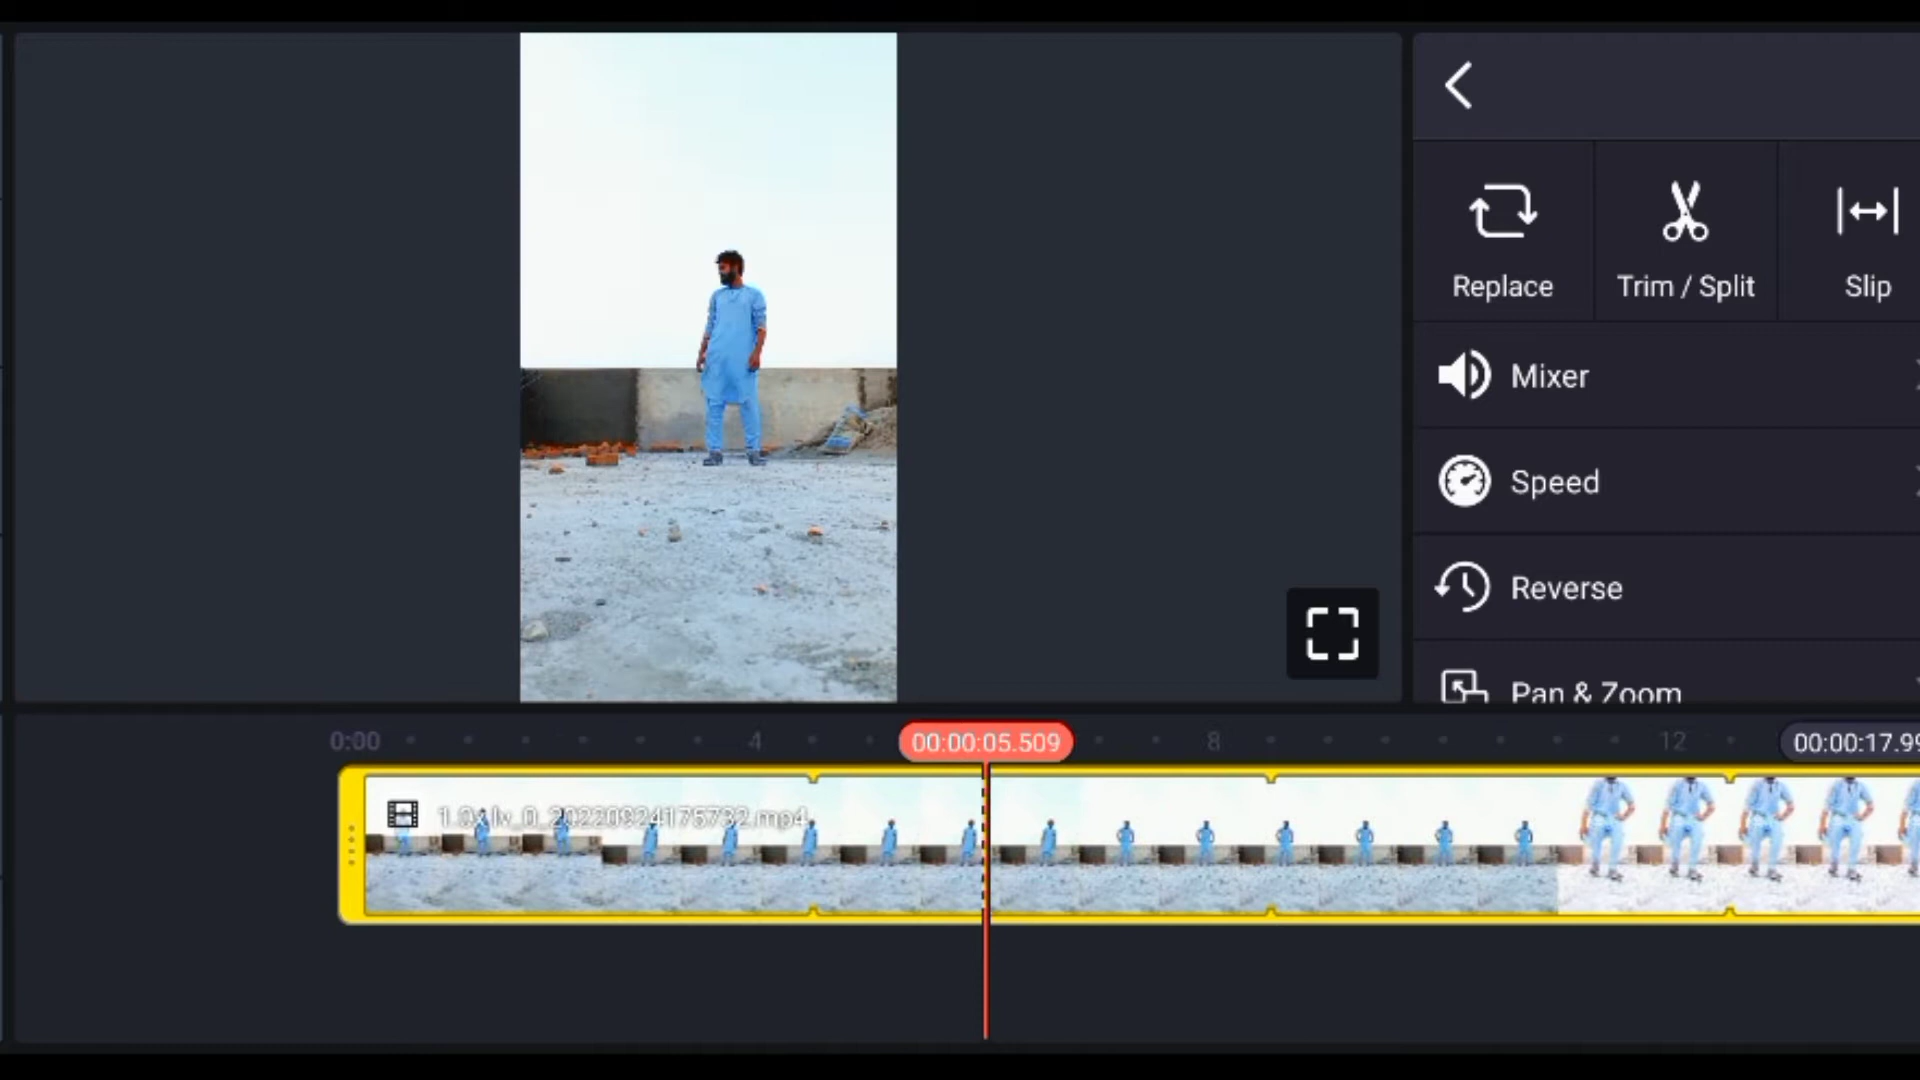 Replace
Trim / Split
Slip
Mixer
Speed
Reverse
Pan & Zoom
0:00
4
00:00:05.509
8
12
00:00:17.99
1.0x lv_0_20220924175732.mp4